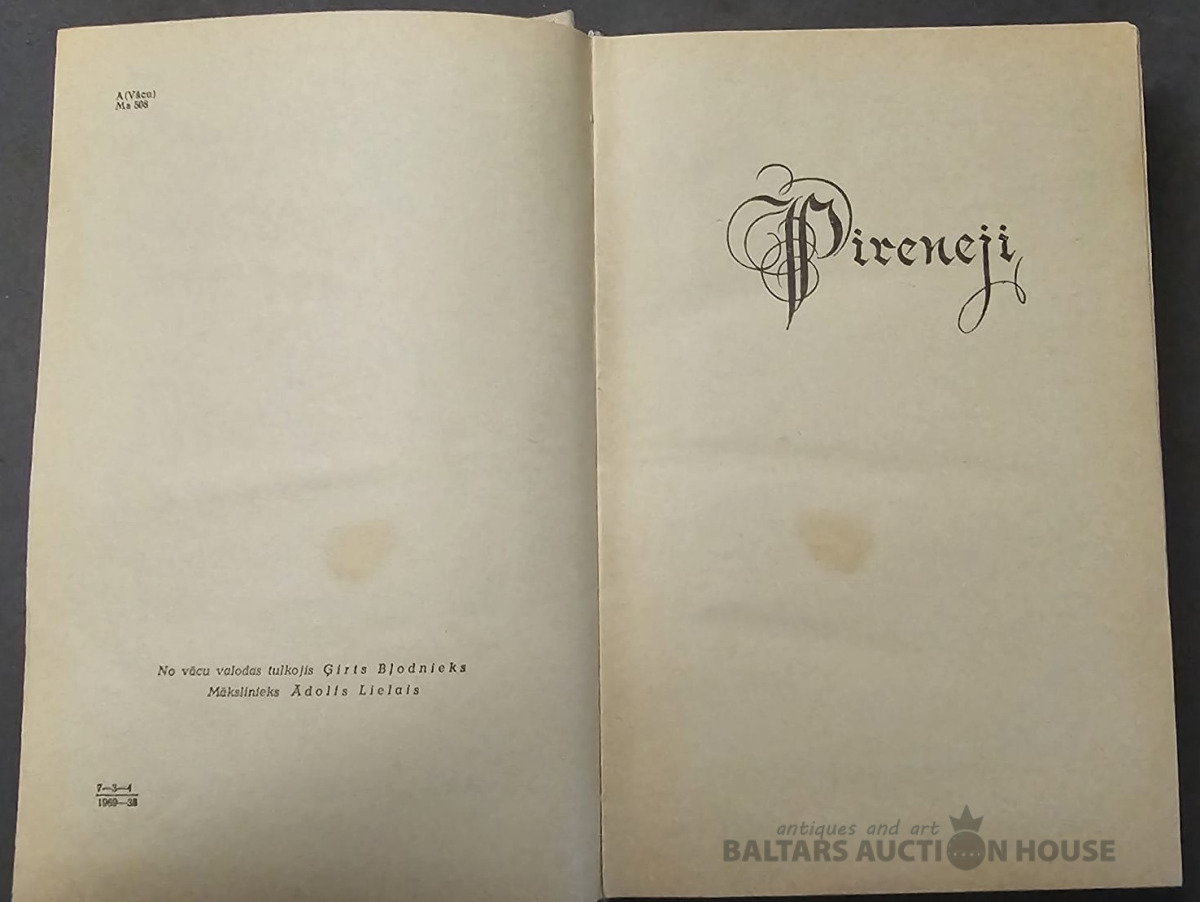 A (Vācu)
Ma 508
No vācu valodas tulkojis Ģirts Bļodnieks
Mākslinieks Ādolfs Lielais
7—3—4
1969—38
Pireneji
antiques and art
BALTARS AUCTION HOUSE